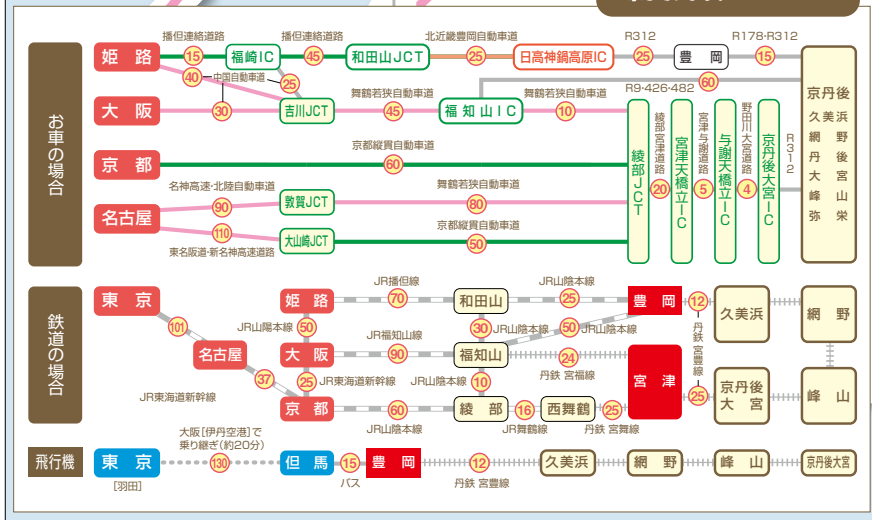 お車の場合
播但連絡道路
播但連絡道路
北近畿豊岡自動車道
R312
R178・R312
姫路
15
福崎IC
45
和田山JCT
25
日高神鍋高原IC
25
豊岡
15
40
中国自動車道
25
60
R9・426・482
大阪
30
吉川JCT
舞鶴若狭自動車道
45
福知山IC
舞鶴若狭自動車道
10
京都
京都縦貫自動車道
60
名神高速・北陸自動車道
名古屋
90
敦賀JCT
舞鶴若狭自動車道
80
110
大山崎JCT
京都縦貫自動車道
50
東名阪道・新名神高速道路
綾部JCT
綾部宮津道路
20
宮津天橋立IC
宮津与謝道路
5
与謝天橋立IC
野田川大宮道路
4
京丹後大宮IC
R312
京丹後
久美浜
網野
丹後
大宮
峰山
弥栄
鉄道の場合
東京
101
名古屋
37
JR東海道新幹線
姫路
JR播但線
70
和田山
JR山陰本線
25
豊岡
12
丹鉄 宮豊線
久美浜
網野
JR山陽本線
50
30
JR山陰本線
50
JR山陰本線
大阪
JR福知山線
90
福知山
24
丹鉄 宮福線
宮津
25
JR東海道新幹線
JR山陰本線
10
京都
60
JR山陰本線
綾部
16
JR舞鶴線
西舞鶴
25
丹鉄 宮舞線
25
京丹後
大宮
峰山
飛行機
東京
[羽田]
大阪[伊丹空港]で
乗り継ぎ(約20分)
130
但馬
15
バス
豊岡
12
丹鉄 宮豊線
久美浜
網野
峰山
京丹後大宮